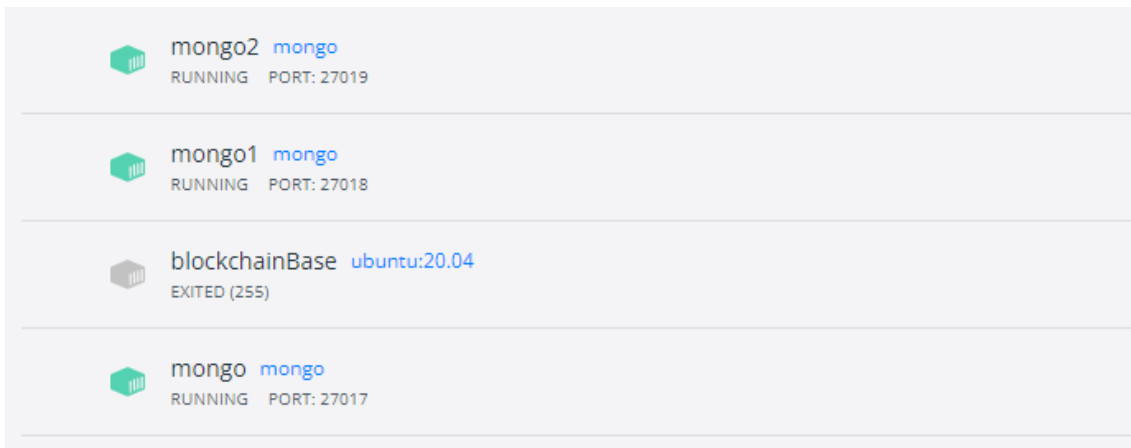 mongo2 mongo
RUNNING PORT: 27019
mongo1 mongo
RUNNING PORT: 27018
blockchainBase ubuntu:20.04
EXITED (255)
mongo mongo
RUNNING PORT: 27017